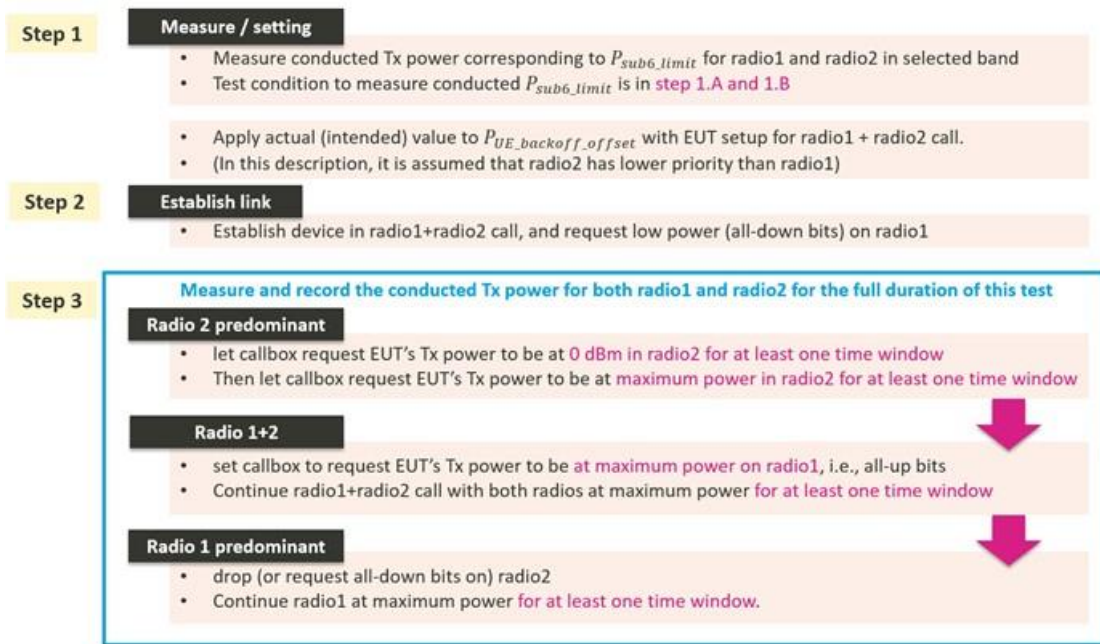 Step 1
Measure / setting
• Measure conducted Tx power corresponding to P_sub6_limit for radio1 and radio2 in selected band
• Test condition to measure conducted P_sub6_limit is in step 1.A and 1.B
• Apply actual (intended) value to P_UE_backoff_offset with EUT setup for radio1 + radio2 call.
• (In this description, it is assumed that radio2 has lower priority than radio1)
Step 2
Establish link
• Establish device in radio1+radio2 call, and request low power (all-down bits) on radio1
Step 3
Measure and record the conducted Tx power for both radio1 and radio2 for the full duration of this test
Radio 2 predominant
• let callbox request EUT's Tx power to be at 0 dBm in radio2 for at least one time window
• Then let callbox request EUT's Tx power to be at maximum power in radio2 for at least one time window
Radio 1+2
• set callbox to request EUT's Tx power to be at maximum power on radio1, i.e., all-up bits
• Continue radio1+radio2 call with both radios at maximum power for at least one time window
Radio 1 predominant
• drop (or request all-down bits on) radio2
• Continue radio1 at maximum power for at least one time window.